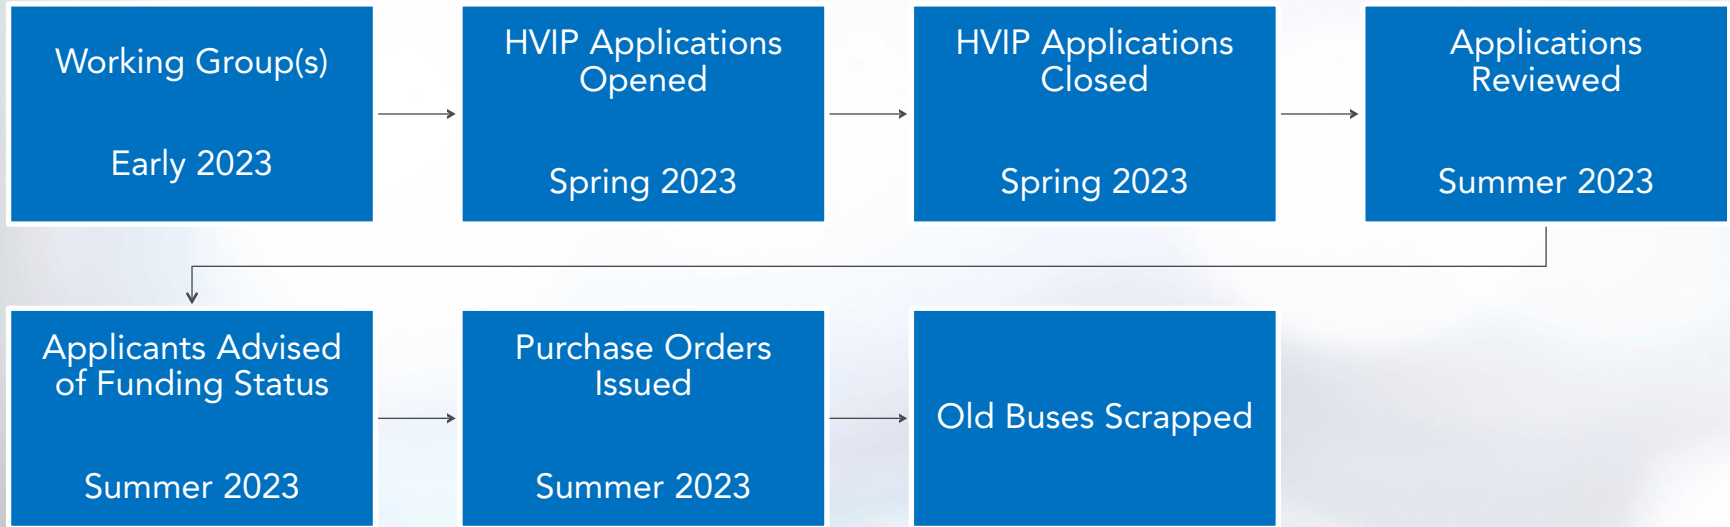 Working Group(s)
Early 2023
HVIP Applications
Opened
Spring 2023
HVIP Applications
Closed
Spring 2023
Applications
Reviewed
Summer 2023
Applicants Advised
of Funding Status
Summer 2023
Purchase Orders
Issued
Summer 2023
Old Buses Scrapped